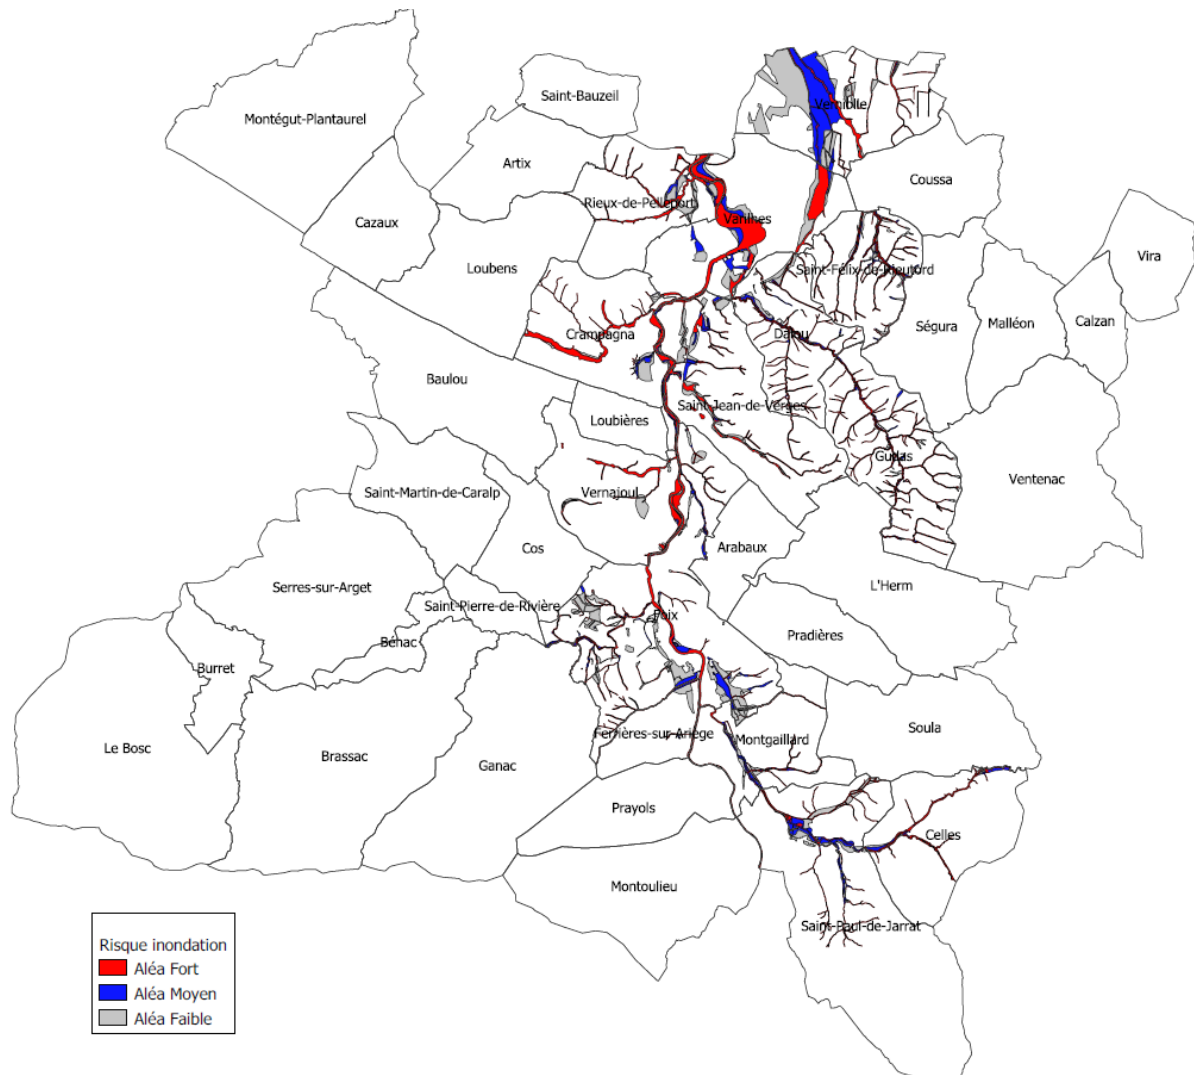 Saint-Bauzeil
Verniolle
Montégut-Plantaurel
Artix
Coussa
Rieux-de-Pelleport
Varilhes
Cazaux
Vira
Loubens
Saint-Félix-de-Rieutord
Ségura
Malléon
Calzan
Crampagna
Dalou
Baulou
Saint-Jean-de-Verges
Loubières
Gudas
Ventenac
Saint-Martin-de-Caralp
Vernajoul
Cos
Arabaux
L'Herm
Serres-sur-Arget
Saint-Pierre-de-Rivière
Foix
Pradières
Bénac
Burret
Soula
Ferrières-sur-Ariege
Montgaillard
Le Bosc
Brassac
Ganac
Prayols
Celles
Montoulieu
Saint-Paul-de-Jarrat
Risque inondation
Aléa Fort
Aléa Moyen
Aléa Faible